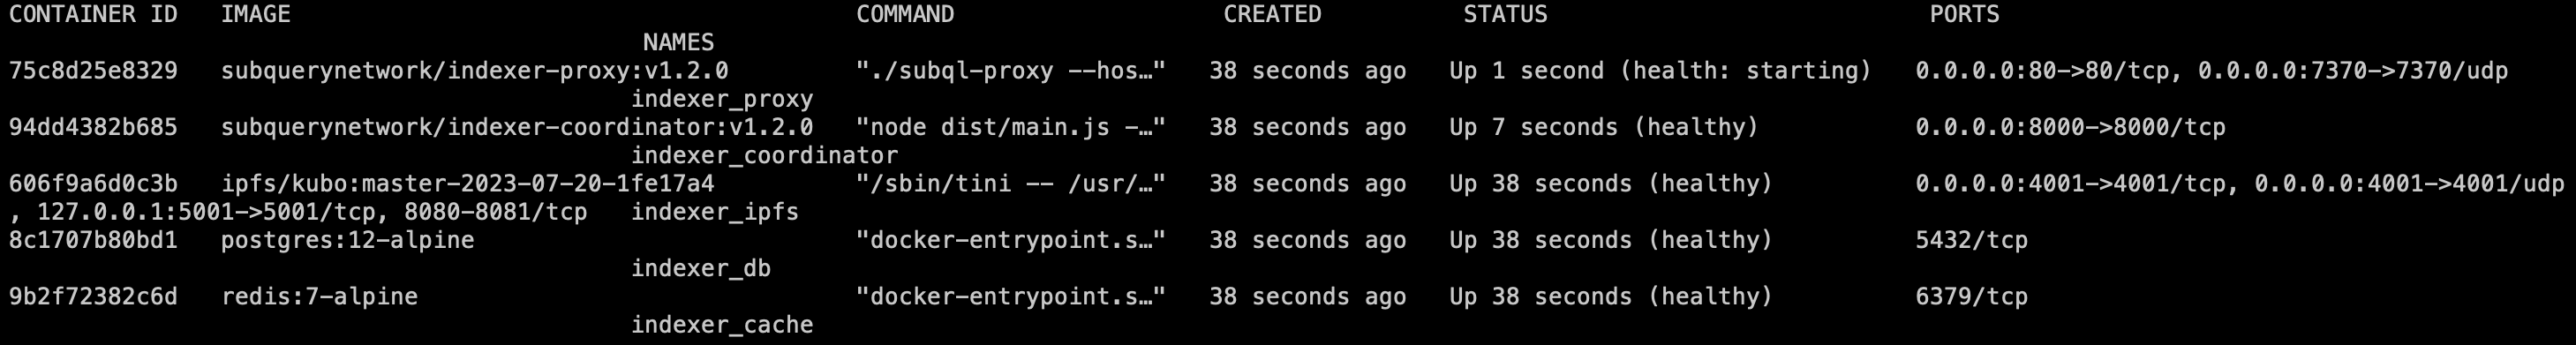 CONTAINER ID   IMAGE                                        COMMAND                   CREATED          STATUS                           PORTS
NAMES
75c8d25e8329   subquerynetwork/indexer-proxy:v1.2.0         "./subql-proxy --hos…"   38 seconds ago   Up 1 second (health: starting)   0.0.0.0:80->80/tcp, 0.0.0.0:7370->7370/udp
indexer_proxy
94dd4382b685   subquerynetwork/indexer-coordinator:v1.2.0   "node dist/main.js -…"   38 seconds ago   Up 7 seconds (healthy)           0.0.0.0:8000->8000/tcp
indexer_coordinator
606f9a6d0c3b   ipfs/kubo:master-2023-07-20-1fe17a4          "/sbin/tini -- /usr/…"   38 seconds ago   Up 38 seconds (healthy)          0.0.0.0:4001->4001/tcp, 0.0.0.0:4001->4001/udp
, 127.0.0.1:5001->5001/tcp, 8080-8081/tcp   indexer_ipfs
8c1707b80bd1   postgres:12-alpine                           "docker-entrypoint.s…"   38 seconds ago   Up 38 seconds (healthy)          5432/tcp
indexer_db
9b2f72382c6d   redis:7-alpine                               "docker-entrypoint.s…"   38 seconds ago   Up 38 seconds (healthy)          6379/tcp
indexer_cache